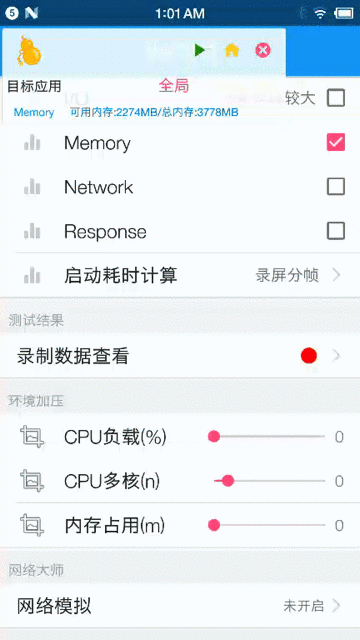 5 N 1:01 AM
目标应用 全局
Memory 可用内存:2274MB/总内存:3778MB
较大
Memory
Network
Response
启动耗时计算 录屏分帧
测试结果
录制数据查看
环境加压
CPU负载(%) 0
CPU多核(n) 0
内存占用(m) 0
网络大师
网络模拟 未开启